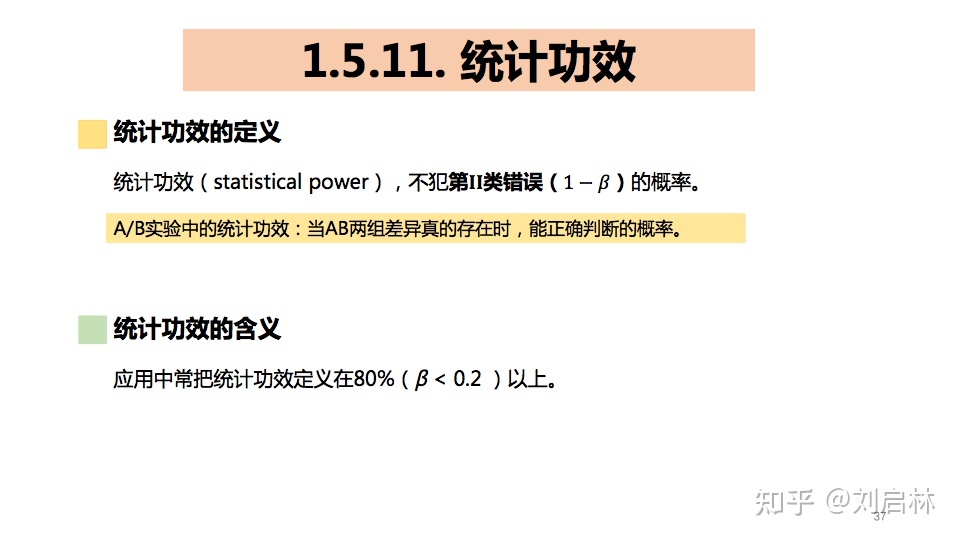 1.5.11. 统计功效
统计功效的定义
统计功效（statistical power），不犯第II类错误（1 − β）的概率。
A/B实验中的统计功效：当AB两组差异真的存在时，能正确判断的概率。
统计功效的含义
应用中常把统计功效定义在80%（β < 0.2 ）以上。
知乎 @刘启林
37